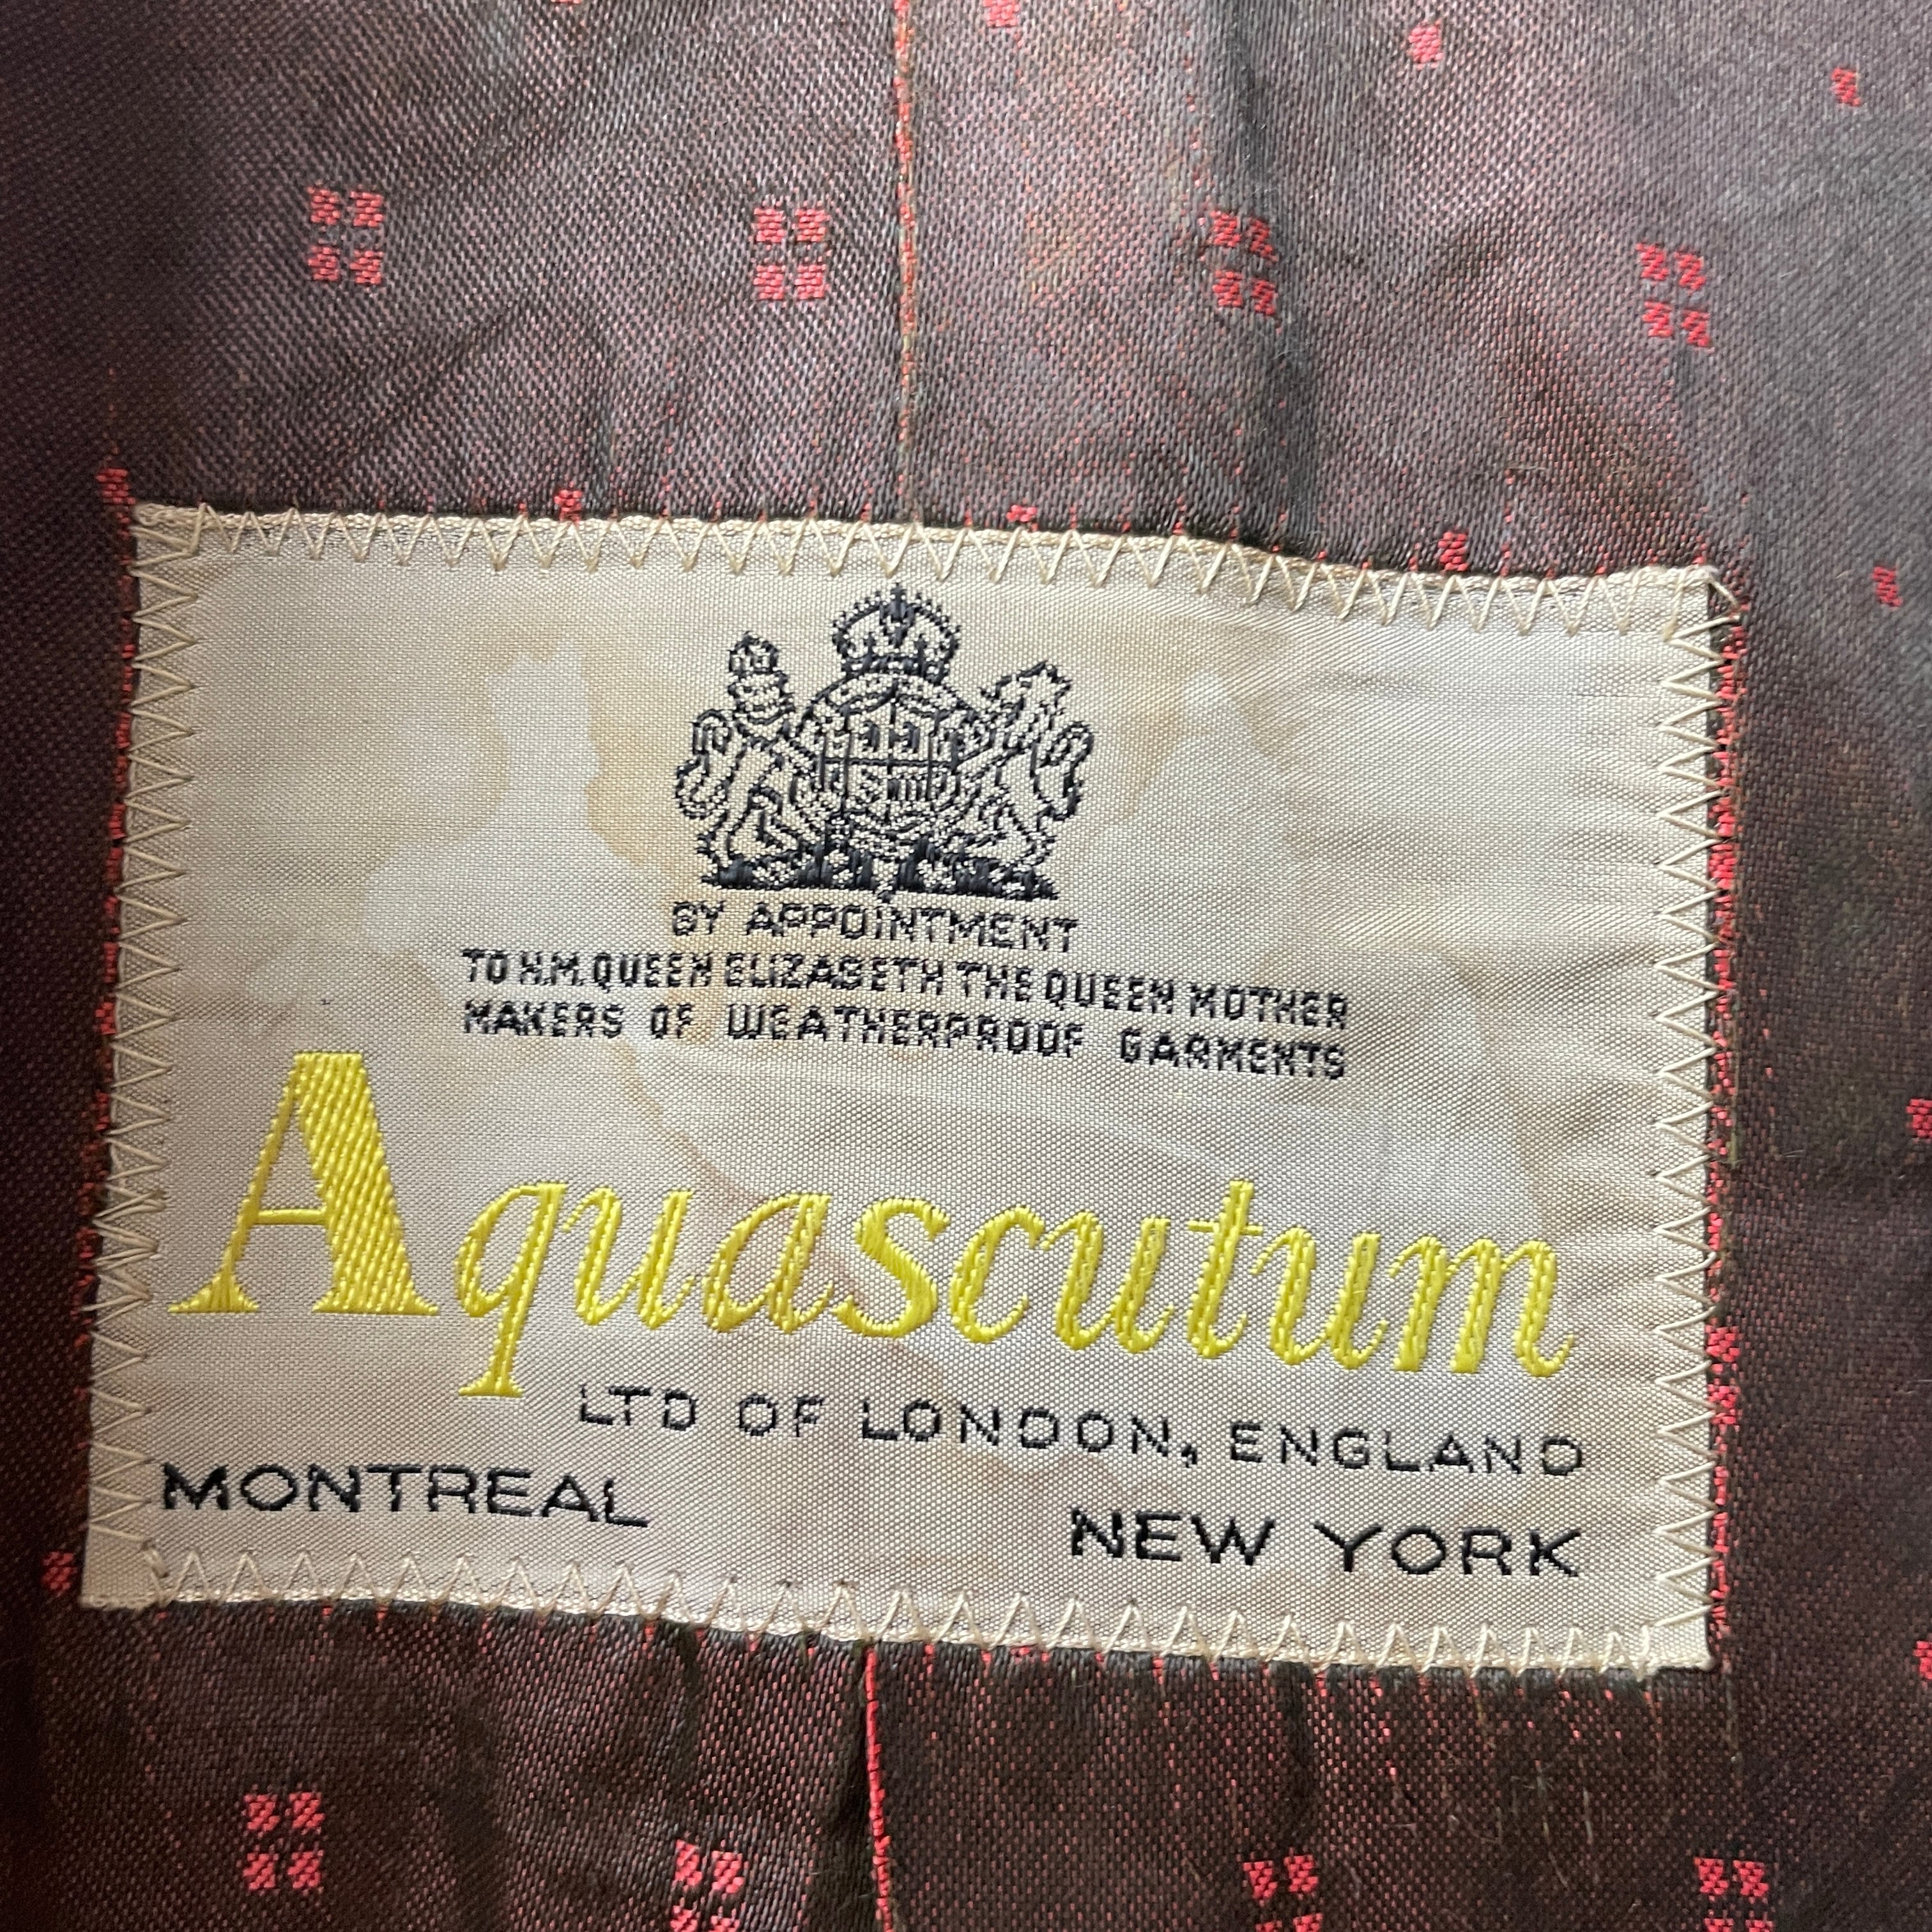 BY APPOINTMENT
TO H.M. QUEEN ELIZABETH THE QUEEN MOTHER
MAKERS OF WEATHERPROOF GARMENTS
Aquascutum
LTD OF LONDON, ENGLAND
MONTREAL NEW YORK